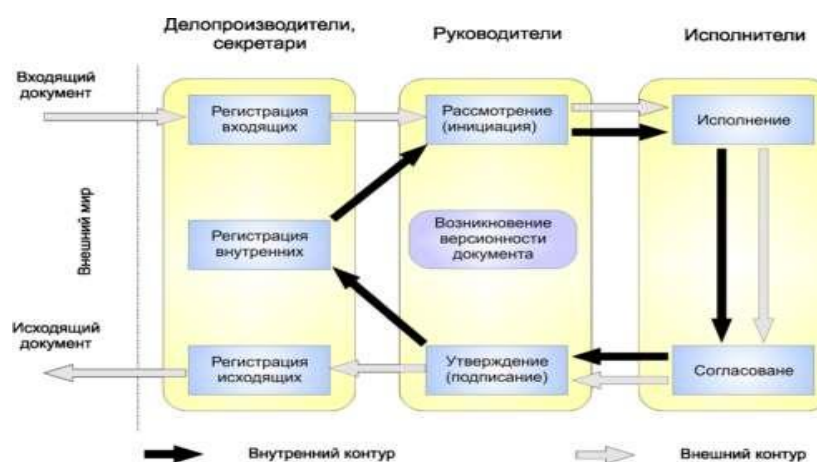 Делопроизводители,
секретари
Руководители
Исполнители
Входящий
документ
Регистрация
входящих
Рассмотрение
(инициация)
Исполнение
Внешний мир
Регистрация
внутренних
Возникновение
версионности
документа
Исходящий
документ
Регистрация
исходящих
Утверждение
(подписание)
Согласоване
Внутренний контур
Внешний контур